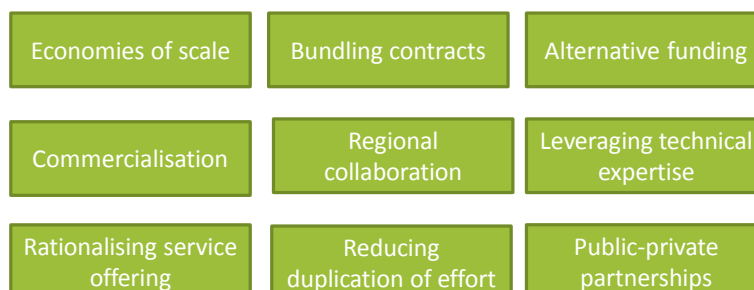 Economies of scale
Bundling contracts
Alternative funding
Commercialisation
Regional
collaboration
Leveraging technical
expertise
Rationalising service
offering
Reducing
duplication of effort
Public-private
partnerships